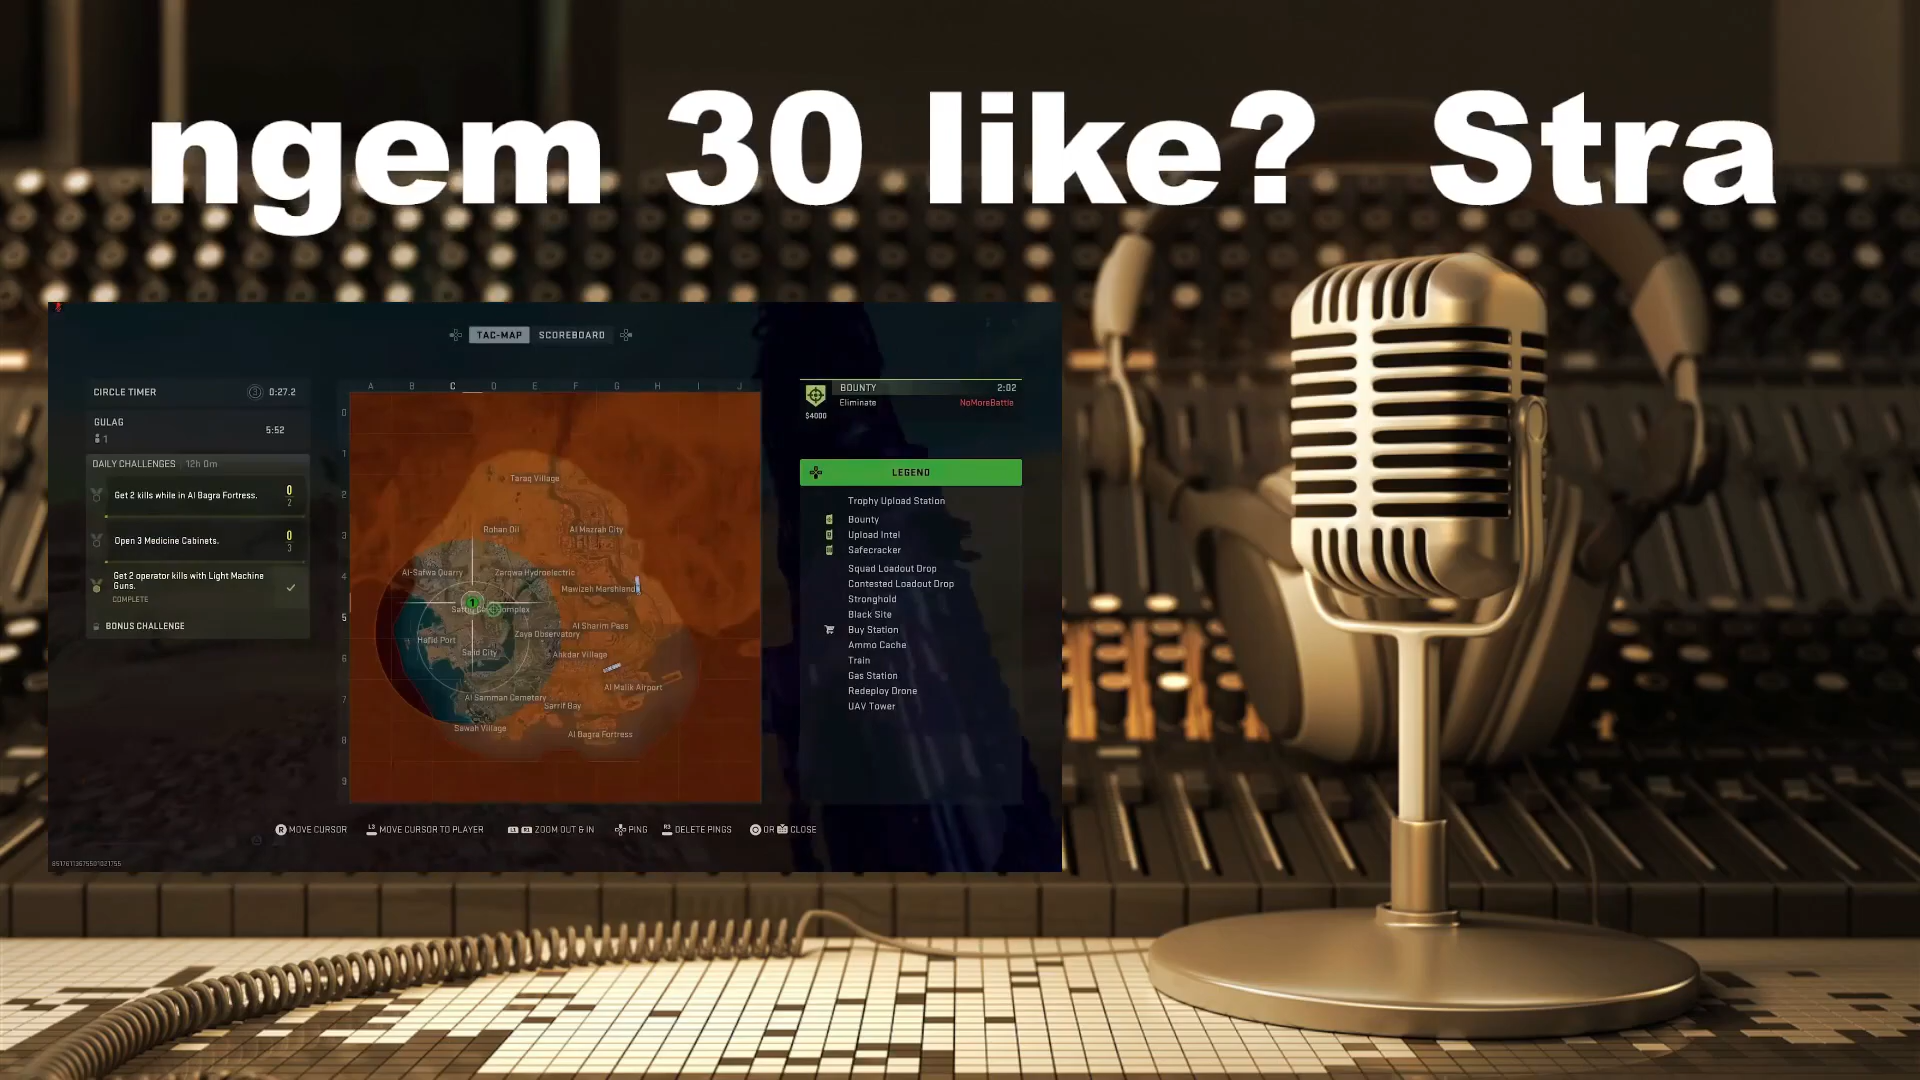 ngem 30 like? Stra
TAC-MAP SCOREBOARD
CIRCLE TIMER 0:27.2
GULAG
1
5:52
DAILY CHALLENGES 12h 0m
Get 2 kills while in Al Bagra Fortress.
0
2
Open 3 Medicine Cabinets.
0
3
Get 2 operator kills with Light Machine
Guns.
COMPLETE
BONUS CHALLENGE
A B C D E F G H I J
0
1
2
3
4
5
6
7
8
9
Taraq Village
Rohan Oil
Al Mazrah City
Al-Safwa Quarry
Zarqwa Hydroelectric
Mawizeh Marshlands
1
Al Sharim Pass
Zaya Observatory
Hafid Port
Said City
Ahkdar Village
Al Malik Airport
Al Samman Cemetery
Sarrif Bay
Sawah Village
Al Bagra Fortress
BOUNTY 2:02
Eliminate NoMoreBattle
$4000
LEGEND
Trophy Upload Station
Bounty
Upload Intel
Safecracker
Squad Loadout Drop
Contested Loadout Drop
Stronghold
Black Site
Buy Station
Ammo Cache
Train
Gas Station
Redeploy Drone
UAV Tower
R MOVE CURSOR L3 MOVE CURSOR TO PLAYER L1 R1 ZOOM OUT & IN PING R3 DELETE PINGS OR CLOSE